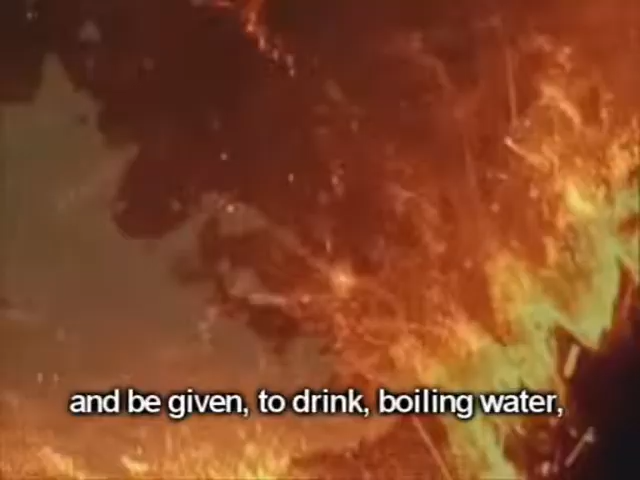 and be given, to drink, boiling water,